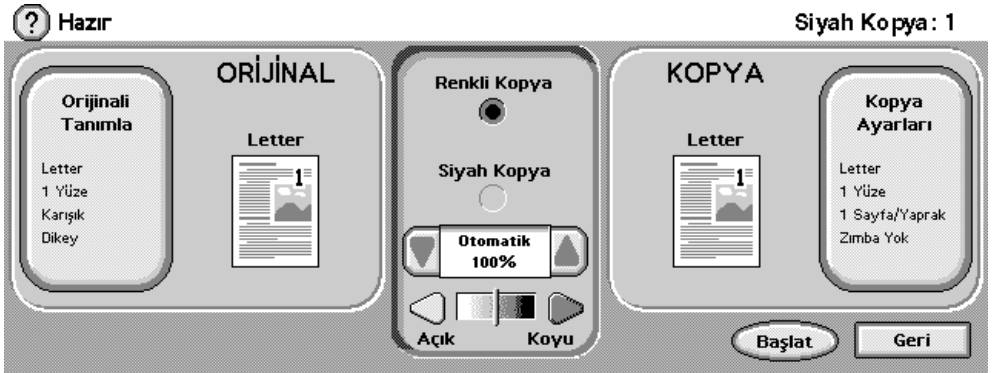 ? Hazır
Siyah Kopya: 1
ORİJİNAL
Orijinali
Tanımla
Letter
1 Yüze
Karışık
Dikey
Letter
1
Renkli Kopya
Siyah Kopya
Otomatik
100%
Açık
Koyu
KOPYA
Letter
1
Kopya
Ayarları
Letter
1 Yüze
1 Sayfa/Yaprak
Zımba Yok
Başlat
Geri